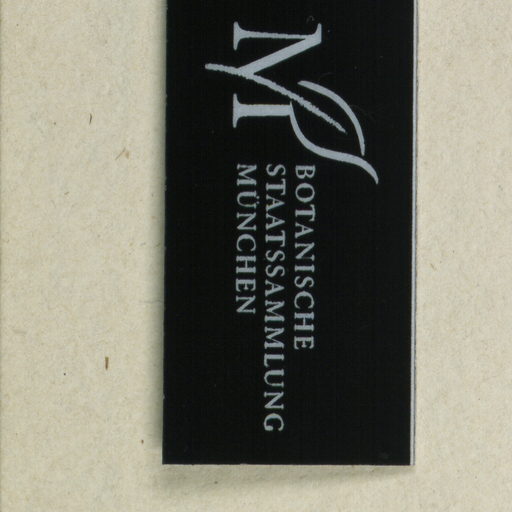 M
BOTANISCHE
STAATSSAMMLUNG
MÜNCHEN